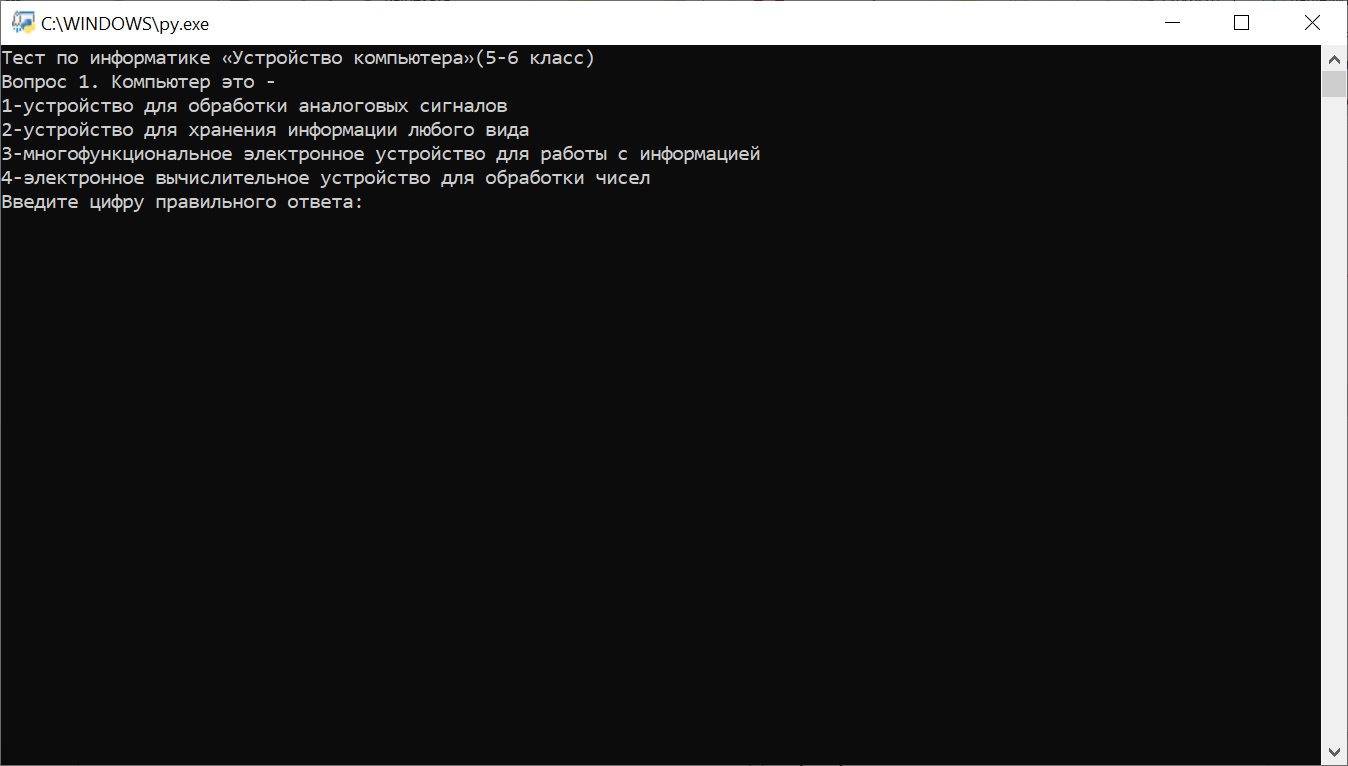 C:\WINDOWS\py.exe
Тест по информатике «Устройство компьютера»(5-6 класс)
Вопрос 1. Компьютер это -
1-устройство для обработки аналоговых сигналов
2-устройство для хранения информации любого вида
3-многофункциональное электронное устройство для работы с информацией
4-электронное вычислительное устройство для обработки чисел
Введите цифру правильного ответа: